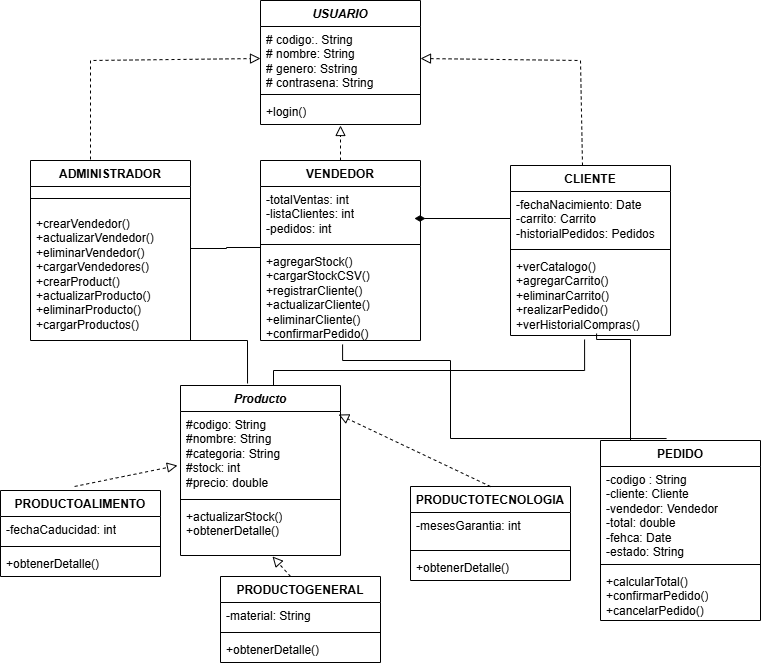 USUARIO
# codigo:. String
# nombre: String
# genero: Sstring
# contrasena: String
+login()
ADMINISTRADOR
+crearVendedor()
+actualizarVendedor()
+eliminarVendedor()
+cargarVendedores()
+crearProduct()
+actualizarProducto()
+eliminarProducto()
+cargarProductos()
VENDEDOR
-totalVentas: int
-listaClientes: int
-pedidos: int
+agregarStock()
+cargarStockCSV()
+registrarCliente()
+actualizarCliente()
+eliminarCliente()
+confirmarPedido()
CLIENTE
-fechaNacimiento: Date
-carrito: Carrito
-historialPedidos: Pedidos
+verCatalogo()
+agregarCarrito()
+eliminarCarrito()
+realizarPedido()
+verHistorialCompras()
Producto
#codigo: String
#nombre: String
#categoria: String
#stock: int
#precio: double
+actualizarStock()
+obtenerDetalle()
PRODUCTOALIMENTO
-fechaCaducidad: int
+obtenerDetalle()
PRODUCTOGENERAL
-material: String
+obtenerDetalle()
PRODUCTOTECNOLOGIA
-mesesGarantia: int
+obtenerDetalle()
PEDIDO
-codigo : String
-cliente: Cliente
-vendedor: Vendedor
-total: double
-fehca: Date
-estado: String
+calcularTotal()
+confirmarPedido()
+cancelarPedido()